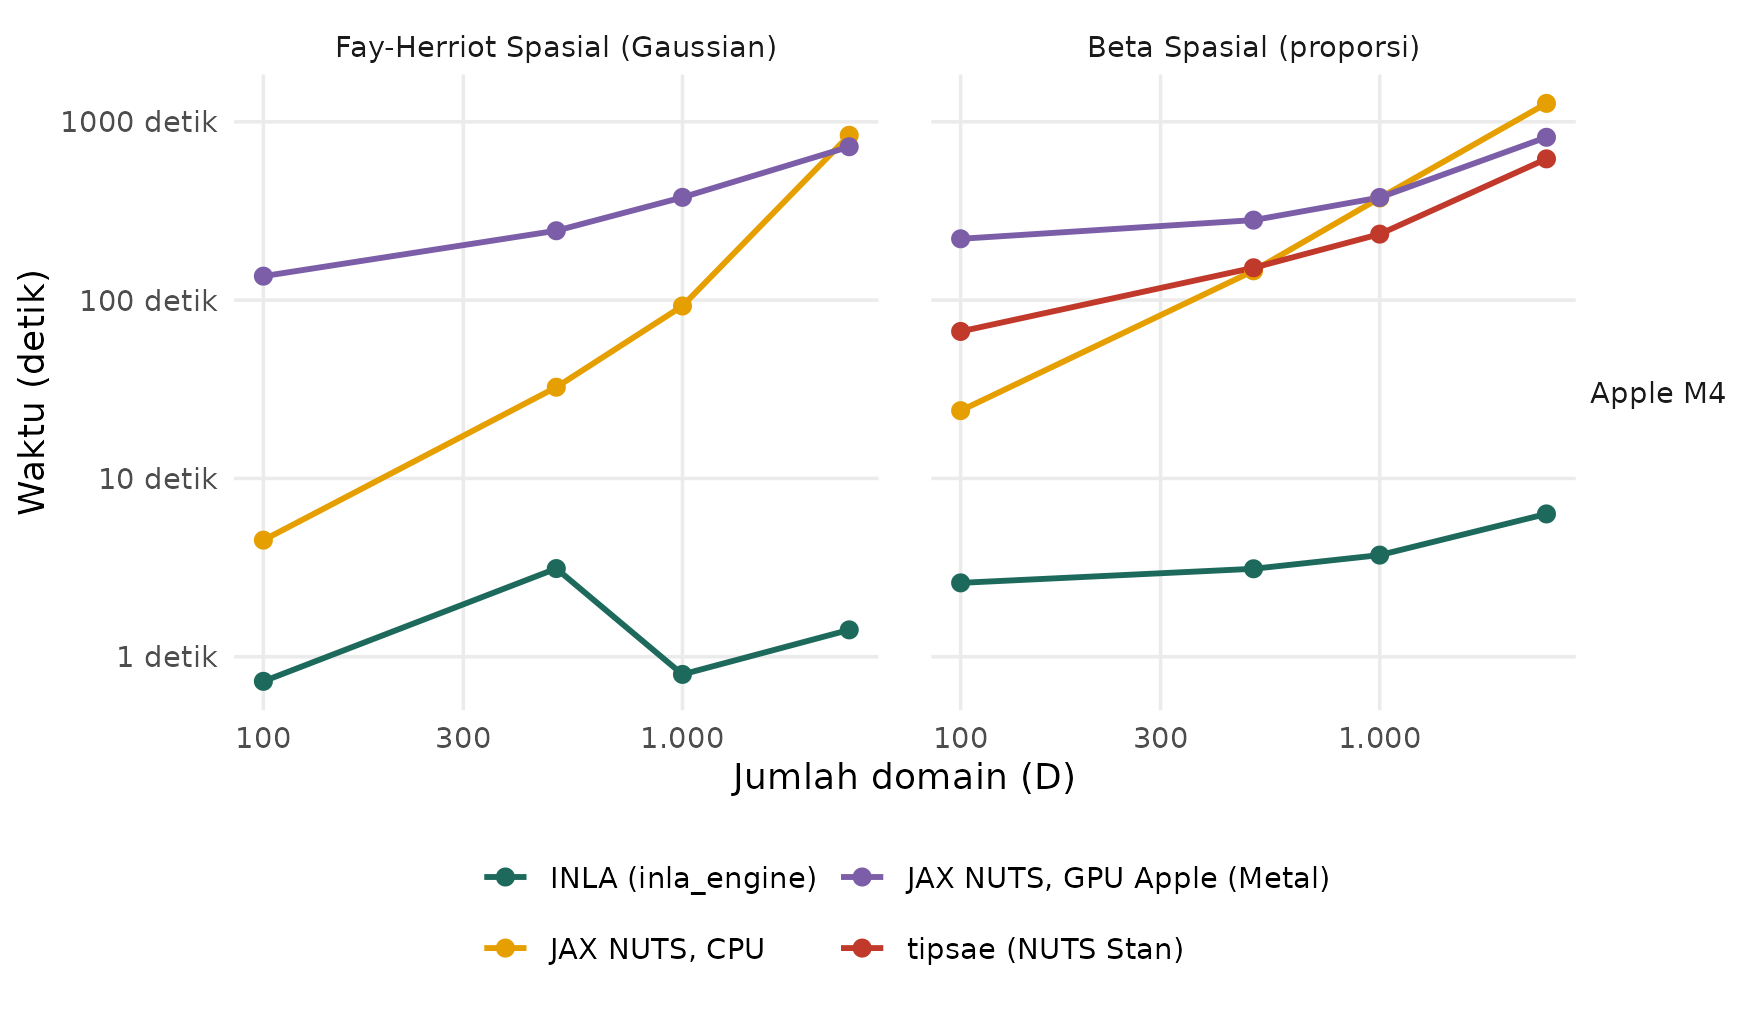 Fay-Herriot Spasial (Gaussian)
Beta Spasial (proporsi)
Waktu (detik)
1000 detik
100 detik
10 detik
1 detik
Apple M4
100
300
1.000
100
300
1.000
Jumlah domain (D)
INLA (inla_engine)
JAX NUTS, GPU Apple (Metal)
JAX NUTS, CPU
tipsae (NUTS Stan)